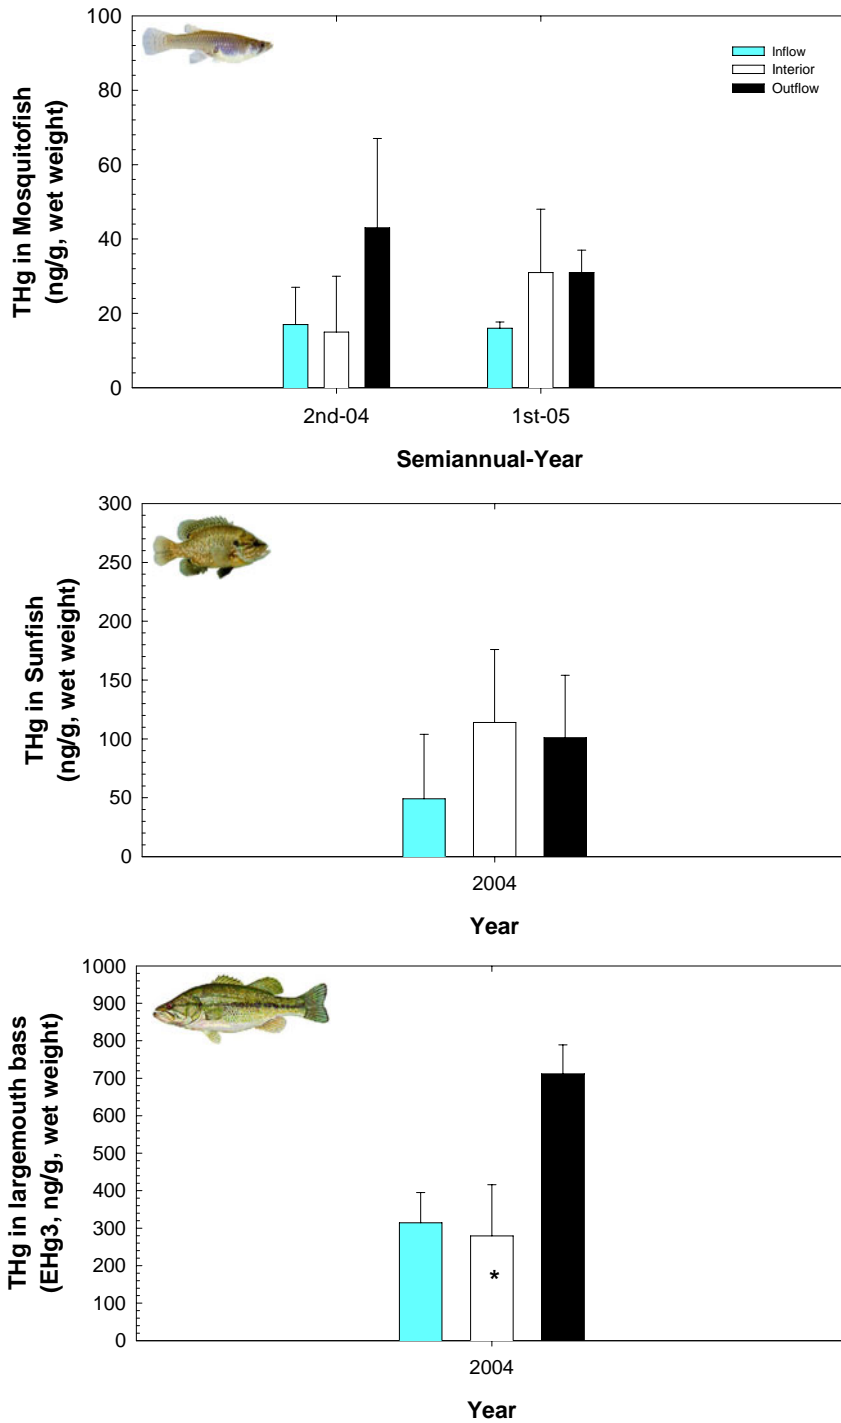 100
80
60
40
20
0
THg in Mosquitofish
(ng/g, wet weight)
Inflow
Interior
Outflow
2nd-04 1st-05
Semiannual-Year
300
250
200
150
100
50
0
THg in Sunfish
(ng/g, wet weight)
2004
Year
1000
900
800
700
600
500
400
300
200
100
0
THg in largemouth bass
(EHg3, ng/g, wet weight)
*
2004
Year